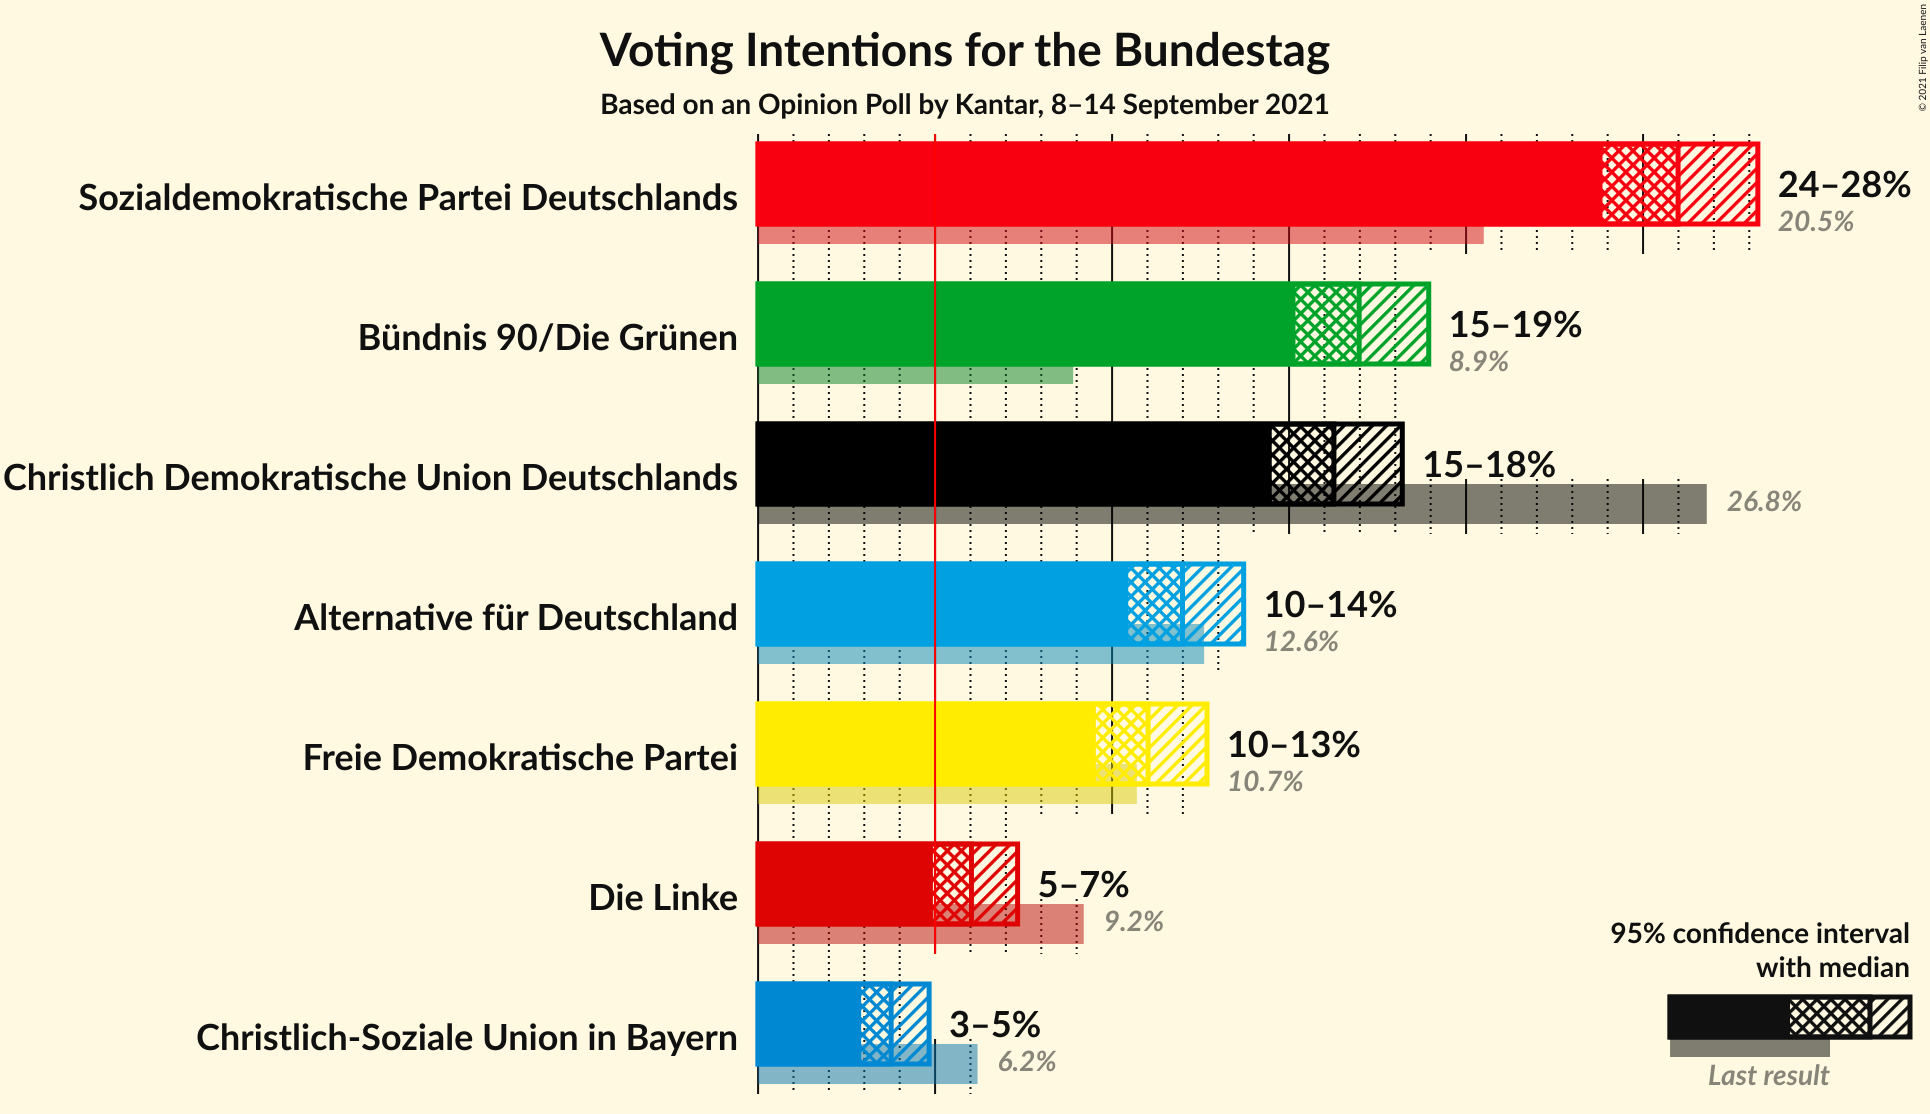 Voting Intentions for the Bundestag
Based on an Opinion Poll by Kantar, 8–14 September 2021
© 2021 Filip van Laenen
Sozialdemokratische Partei Deutschlands
24–28%
20.5%
Bündnis 90/Die Grünen
15–19%
8.9%
Christlich Demokratische Union Deutschlands
15–18%
26.8%
Alternative für Deutschland
10–14%
12.6%
Freie Demokratische Partei
10–13%
10.7%
Die Linke
5–7%
9.2%
Christlich-Soziale Union in Bayern
3–5%
6.2%
95% confidence interval
with median
Last result